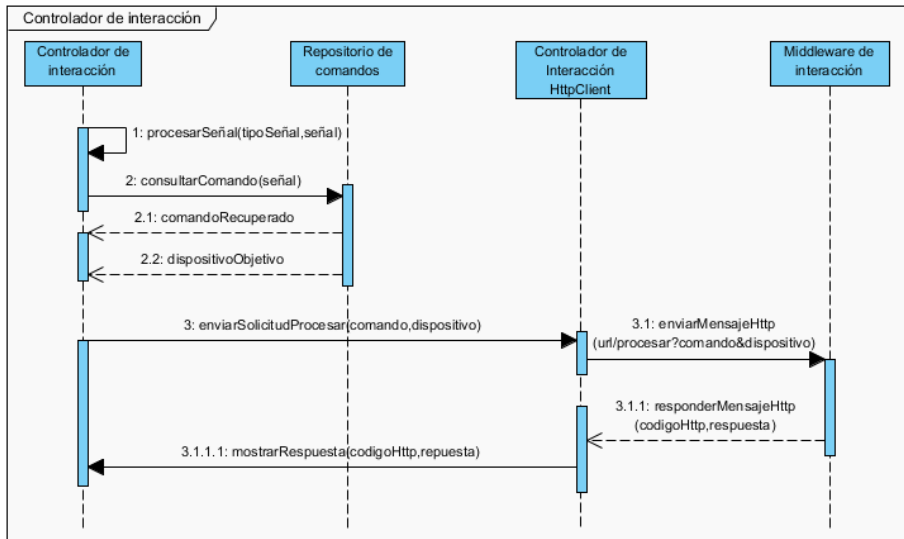 Controlador de interacción
Controlador de
interacción
Repositorio de
comandos
Controlador de
Interacción
HttpClient
Middleware de
interacción
1: procesarSeñal(tipoSeñal,señal)
2: consultarComando(señal)
2.1: comandoRecuperado
2.2: dispositivoObjetivo
3: enviarSolicitudProcesar(comando,dispositivo)
3.1: enviarMensajeHttp
(url/procesar?comando&dispositivo)
3.1.1: responderMensajeHttp
(codigoHttp,respuesta)
3.1.1.1: mostrarRespuesta(codigoHttp,repuesta)